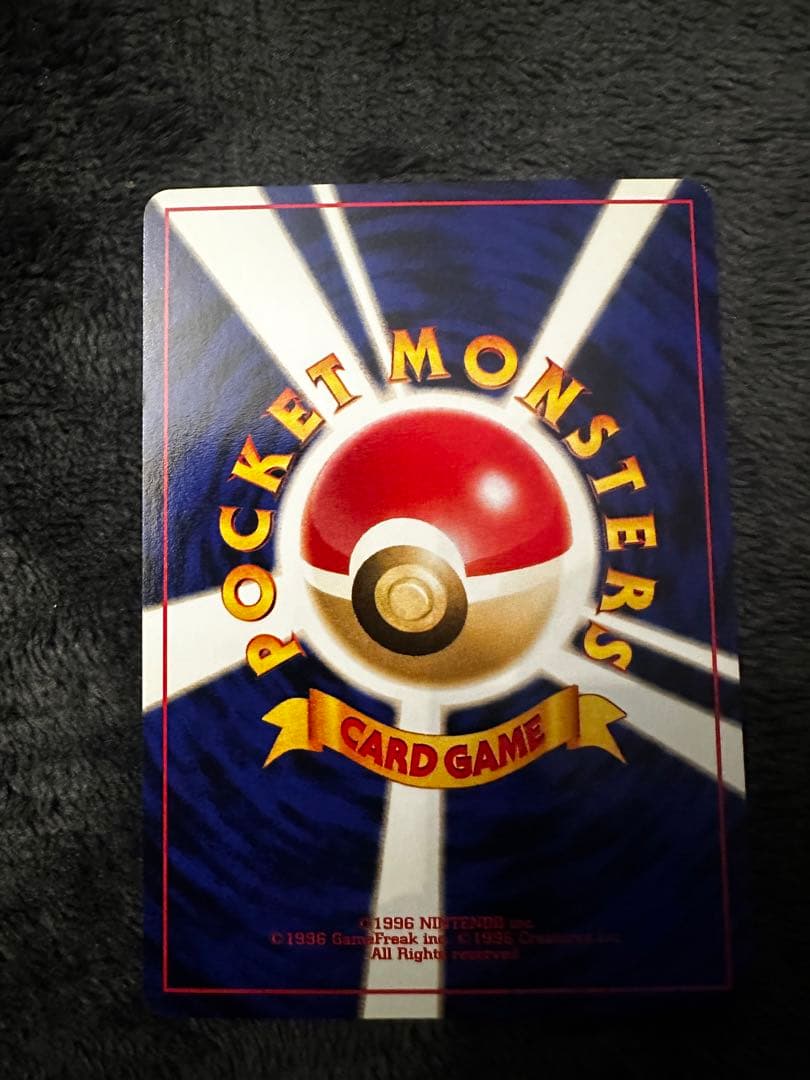 POCKET MONSTERS
CARD GAME
©1996 NINTENDO inc.
©1996 GameFreak inc. ©1996 Creatures inc.
All Rights reserved